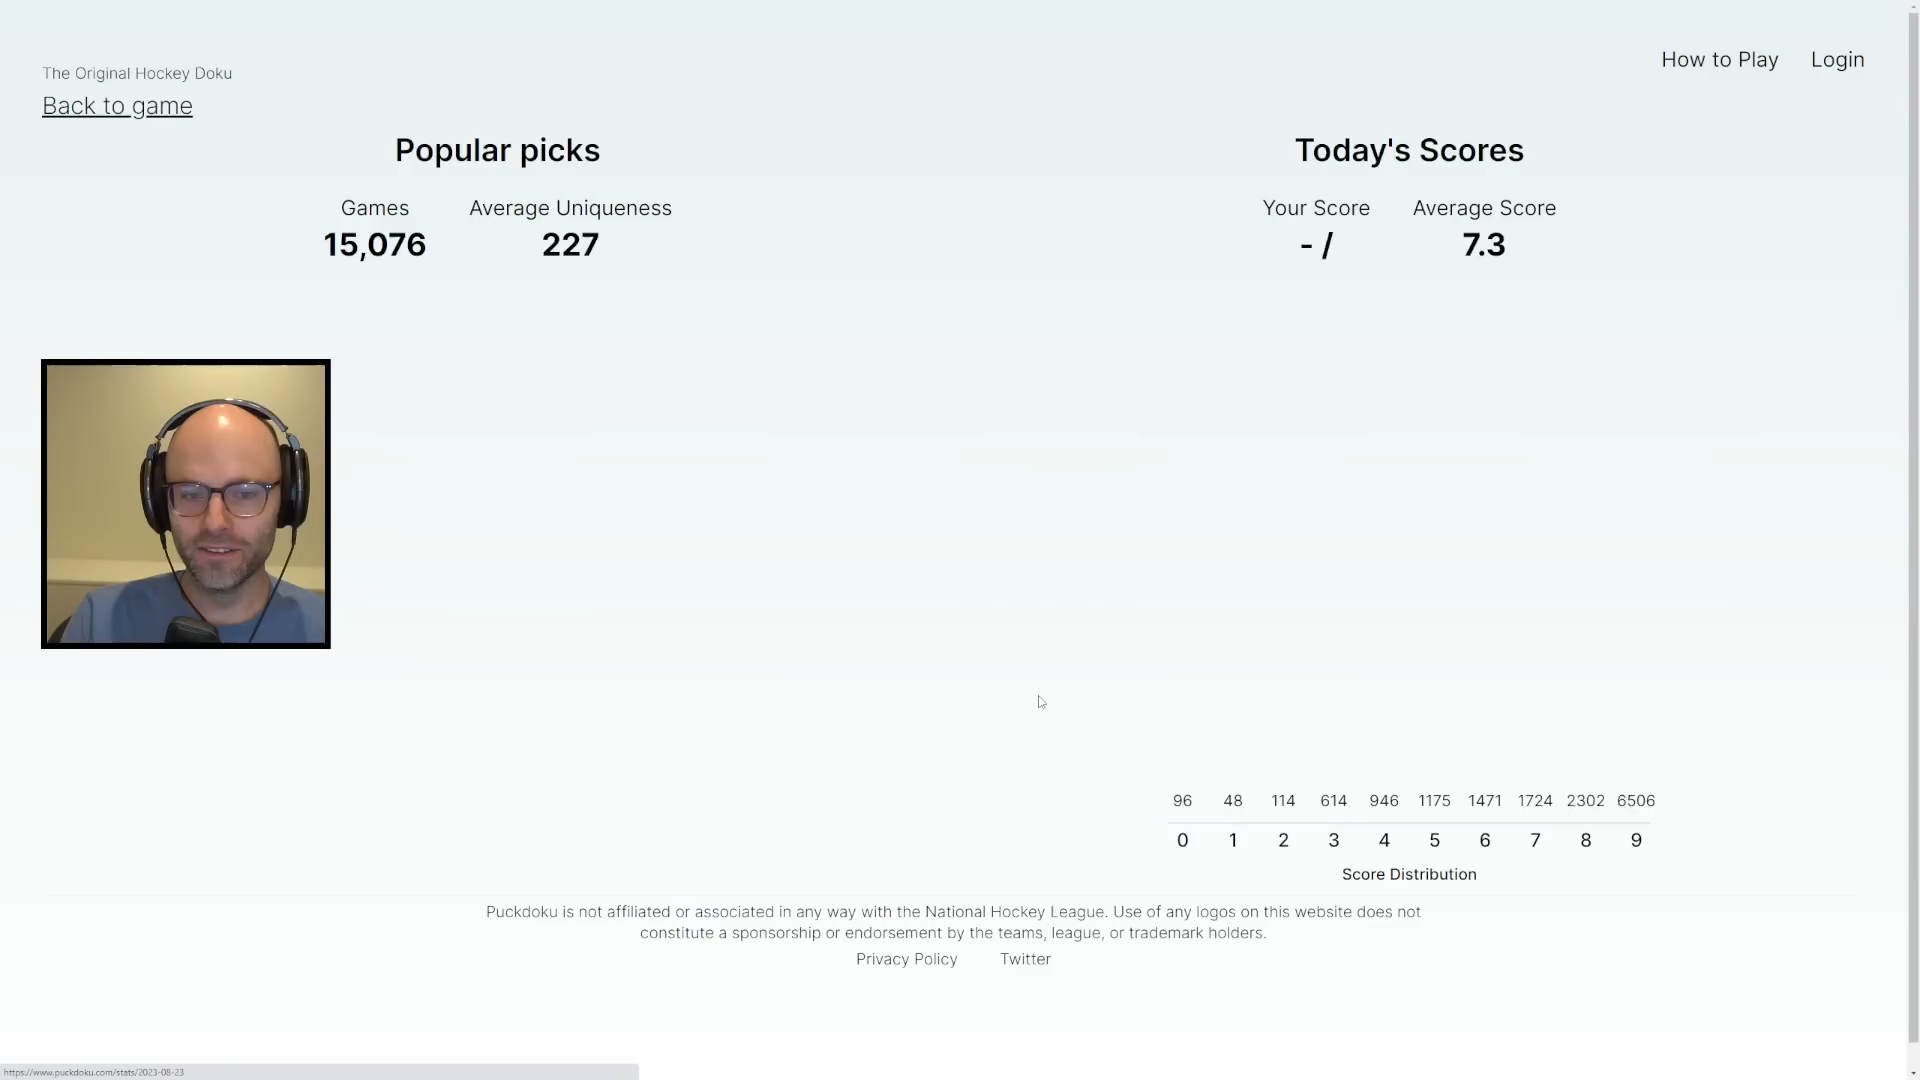 The Original Hockey Doku
Back to game
How to Play
Login
Popular picks
Games
Average Uniqueness
15,076
227
Today's Scores
Your Score
Average Score
- /
7.3
96 48 114 614 946 1175 1471 1724 2302 6506
0 1 2 3 4 5 6 7 8 9
Score Distribution
Puckdoku is not affiliated or associated in any way with the National Hockey League. Use of any logos on this website does not
constitute a sponsorship or endorsement by the teams, league, or trademark holders.
Privacy Policy
Twitter
https://www.puckdoku.com/stats/2023-08-23